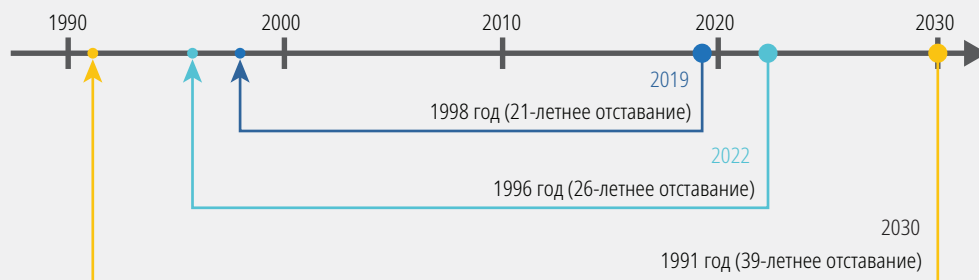 1990 2000 2010 2020 2030
2019
1998 год (21-летнее отставание)
2022
1996 год (26-летнее отставание)
2030
1991 год (39-летнее отставание)